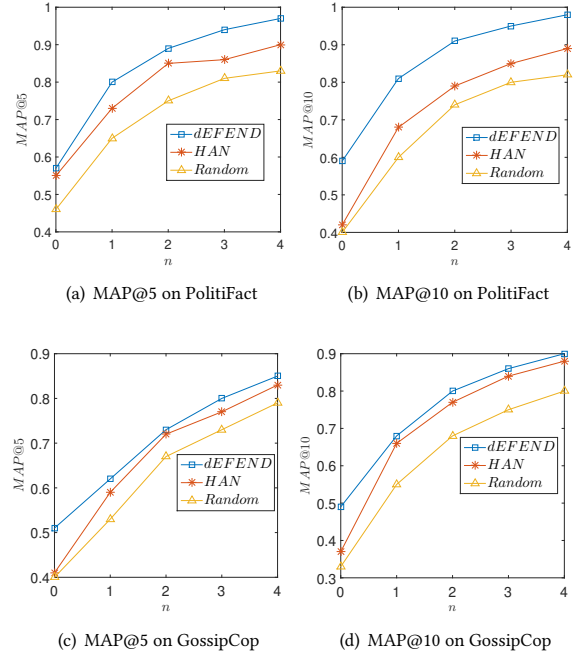 1
0.9
0.8
0.7
0.6
0.5
0.4
MAP@5
dEFEND
HAN
Random
0 1 2 3 4
n
(a) MAP@5 on PolitiFact
1
0.9
0.8
0.7
0.6
0.5
0.4
MAP@10
dEFEND
HAN
Random
0 1 2 3 4
n
(b) MAP@10 on PolitiFact
0.9
0.8
0.7
0.6
0.5
0.4
MAP@5
dEFEND
HAN
Random
0 1 2 3 4
n
(c) MAP@5 on GossipCop
0.9
0.8
0.7
0.6
0.5
0.4
0.3
MAP@10
dEFEND
HAN
Random
0 1 2 3 4
n
(d) MAP@10 on GossipCop